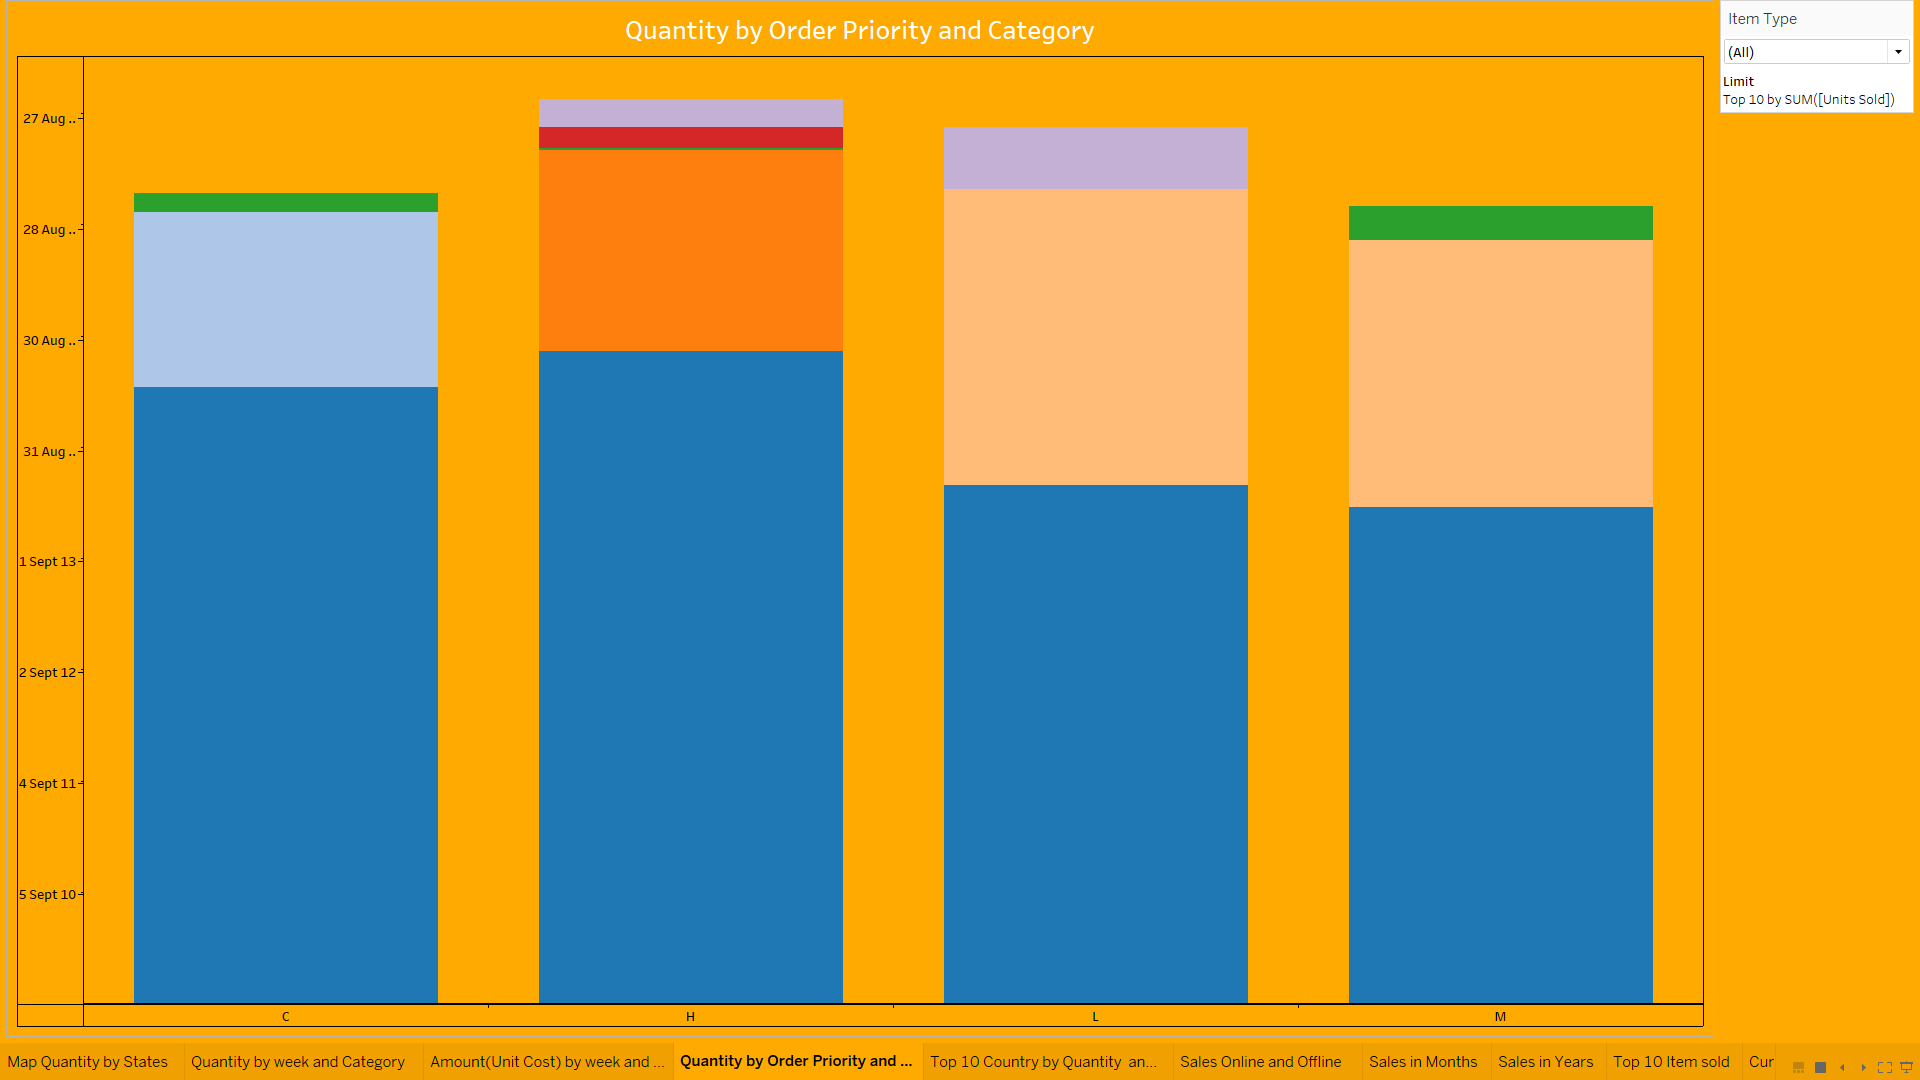 Quantity by Order Priority and Category
Item Type
(All)
Limit
Top 10 by SUM([Units Sold])
27 Aug ..
28 Aug ..
30 Aug ..
31 Aug ..
1 Sept 13
2 Sept 12
4 Sept 11
5 Sept 10
C H L M
Map Quantity by States Quantity by week and Category Amount(Unit Cost) by week and ... Quantity by Order Priority and ... Top 10 Country by Quantity an... Sales Online and Offline Sales in Months Sales in Years Top 10 Item sold Cur